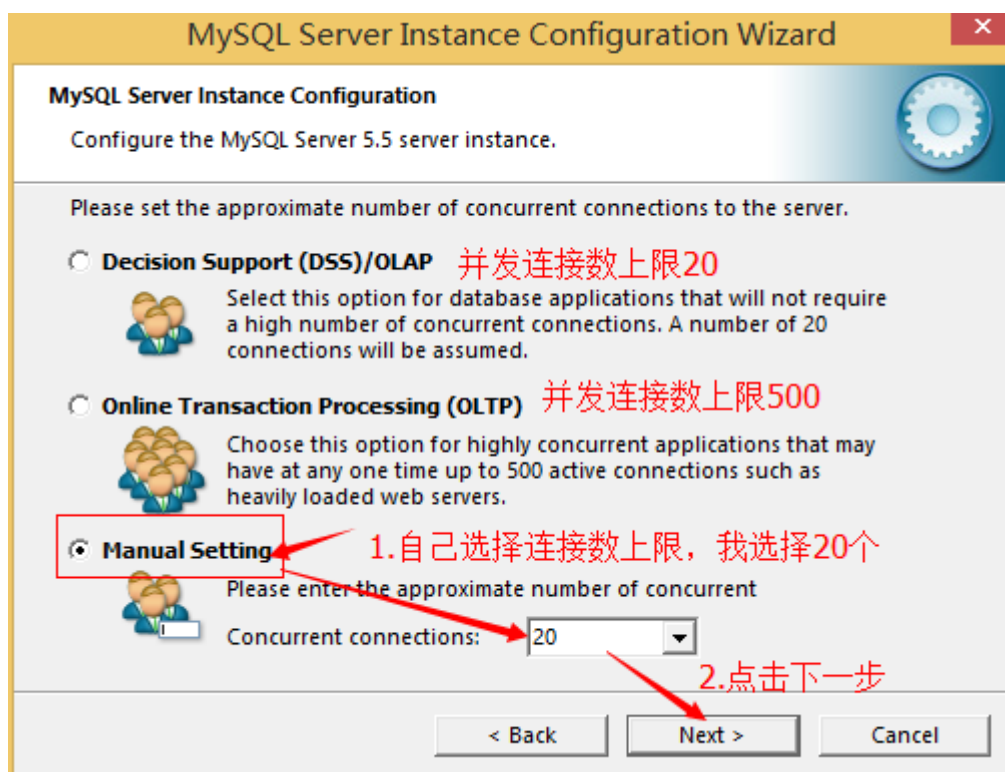 MySQL Server Instance Configuration Wizard
MySQL Server Instance Configuration
Configure the MySQL Server 5.5 server instance.
Please set the approximate number of concurrent connections to the server.
Decision Support (DSS)/OLAP 并发连接数上限20
Select this option for database applications that will not require
a high number of concurrent connections. A number of 20
connections will be assumed.
Online Transaction Processing (OLTP) 并发连接数上限500
Choose this option for highly concurrent applications that may
have at any one time up to 500 active connections such as
heavily loaded web servers.
Manual Setting 1.自己选择连接数上限，我选择20个
Please enter the approximate number of concurrent
Concurrent connections: 20
2.点击下一步
< Back Next > Cancel